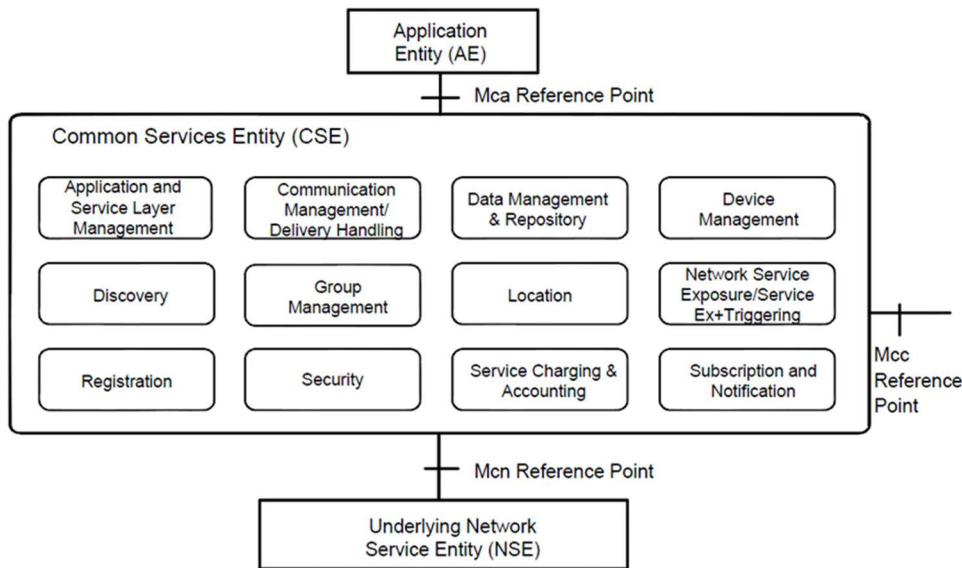 Application
Entity (AE)
Mca Reference Point
Common Services Entity (CSE)
Application and
Service Layer
Management
Communication
Management/
Delivery Handling
Data Management
& Repository
Device
Management
Discovery
Group
Management
Location
Network Service
Exposure/Service
Ex+Triggering
Registration
Security
Service Charging &
Accounting
Subscription and
Notification
Mcc
Reference
Point
Mcn Reference Point
Underlying Network
Service Entity (NSE)